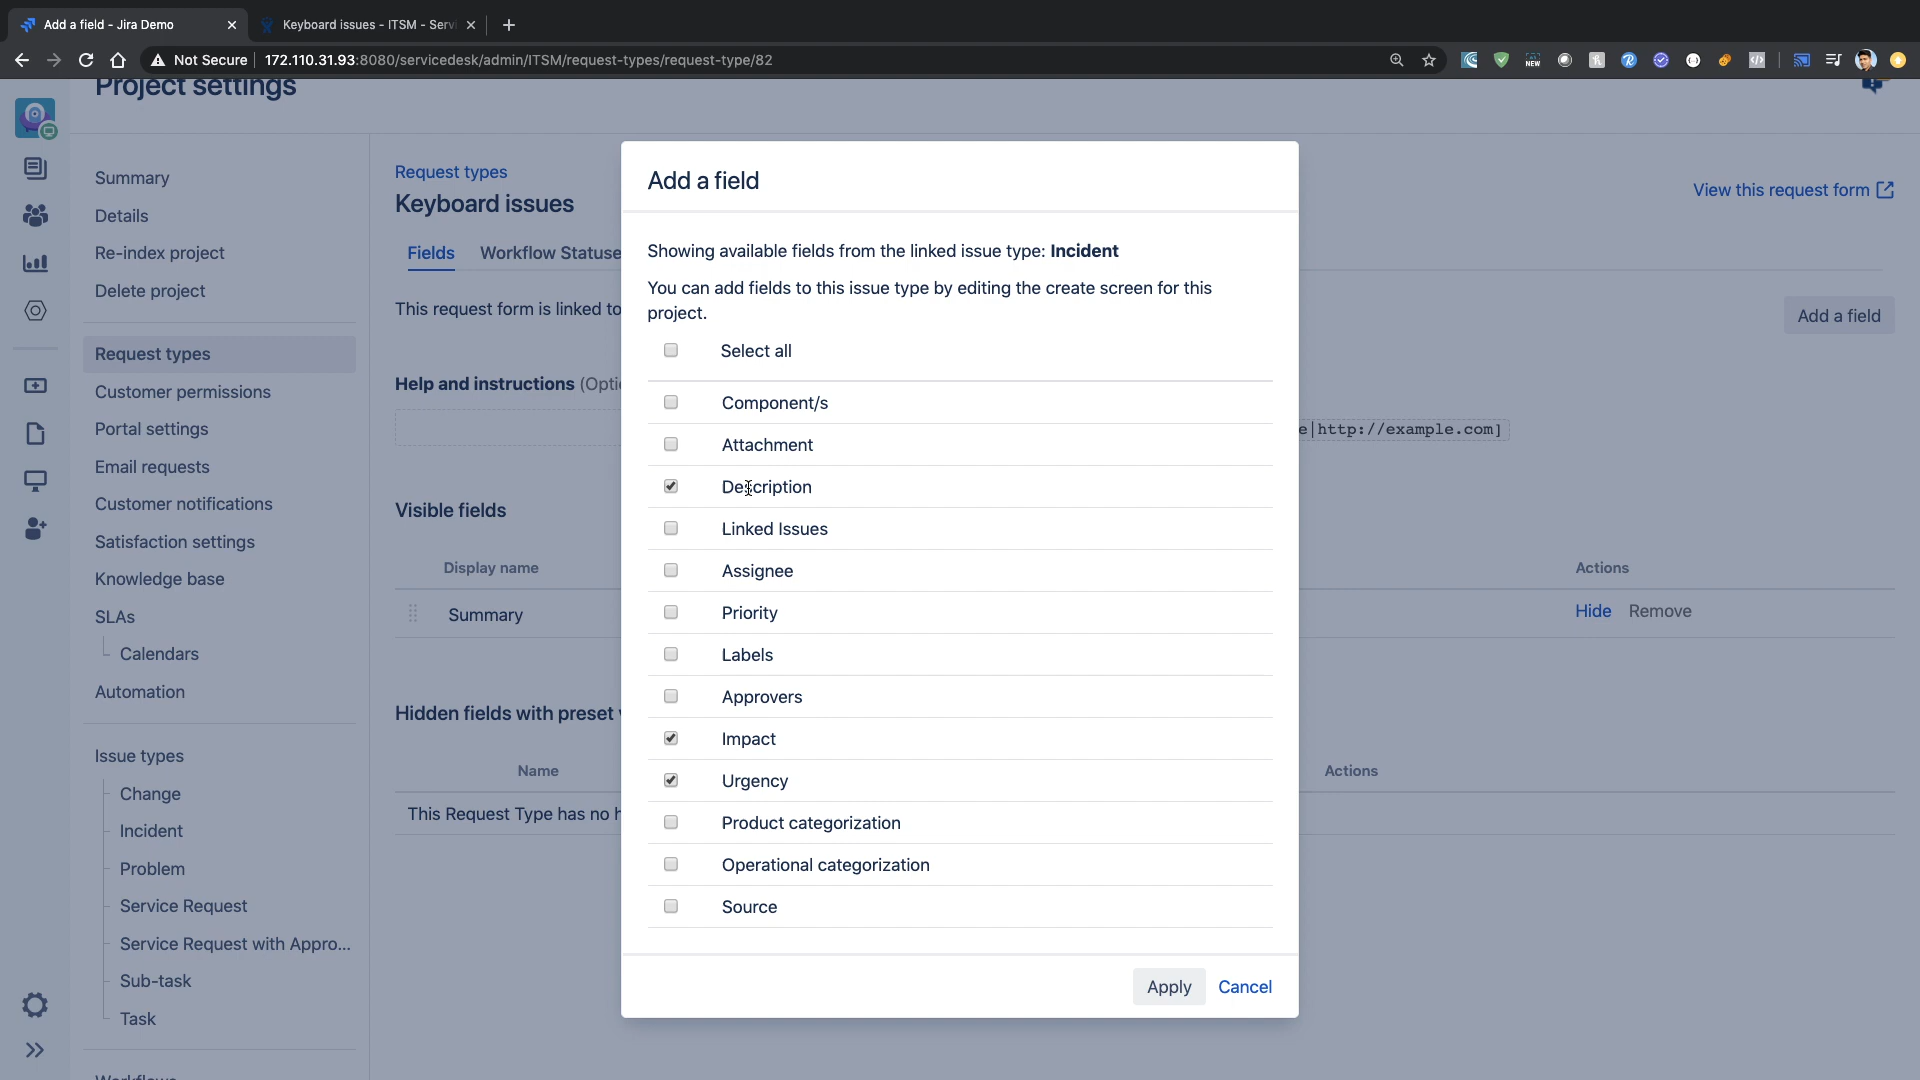 Add a field - Jira Demo
Keyboard issues - ITSM - Serv
Not Secure
172.110.31.93:8080/servicedesk/admin/ITSM/request-types/request-type/82
NEW
Project settings
Summary
Details
Re-index project
Delete project
Request types
Customer permissions
Portal settings
Email requests
Customer notifications
Satisfaction settings
Knowledge base
SLAs
Calendars
Automation
Issue types
Change
Incident
Problem
Service Request
Service Request with Appro...
Sub-task
Task
Workflows
Request types
Keyboard issues
View this request form
Fields
Workflow Statuse
This request form is linked to
Add a field
Help and instructions (Opti
e|http://example.com]
Visible fields
Display name
Actions
Summary
Hide
Remove
Hidden fields with preset v
Name
Actions
This Request Type has no h
Add a field
Showing available fields from the linked issue type: Incident
You can add fields to this issue type by editing the create screen for this
project.
Select all
Component/s
Attachment
Description
Linked Issues
Assignee
Priority
Labels
Approvers
Impact
Urgency
Product categorization
Operational categorization
Source
Apply
Cancel